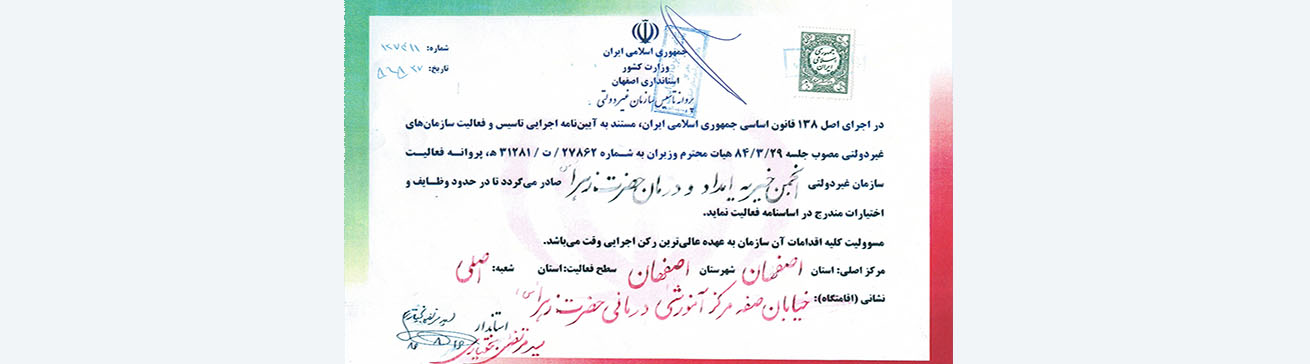 جمهوری اسلامی ایران
وزارت کشور
استانداری اصفهان
پروانه تاسیس سازمان غیردولتی
شماره:
تاریخ:
جمهوری اسلامی ایران
در اجرای اصل ۱۳۸ قانون اساسی جمهوری اسلامی ایران، مستند به آیین‌نامه اجرایی تاسیس و فعالیت سازمان‌های
غیردولتی مصوب جلسه ۸۴/۳/۲۹ هیات محترم وزیران به شماره ۲۷۸۶۲ / ت / ۳۱۲۸۱ ه، پروانه فعالیت
سازمان غیردولتی انجمن خیریه امداد و درمان حضرت زهرا (س) صادر می‌گردد تا در حدود وظایف و
اختیارات مندرج در اساسنامه فعالیت نماید.
مسوولیت کلیه اقدامات آن سازمان به عهده عالی‌ترین رکن اجرایی وقت می‌باشد.
مرکز اصلی: استان اصفهان شهرستان اصفهان سطح فعالیت: استان شعبه: اصلی
نشانی (اقامتگاه): خیابان صفه مرکز آموزشی درمانی حضرت زهرا (س)
استاندار
سید مرتضی بختیاری